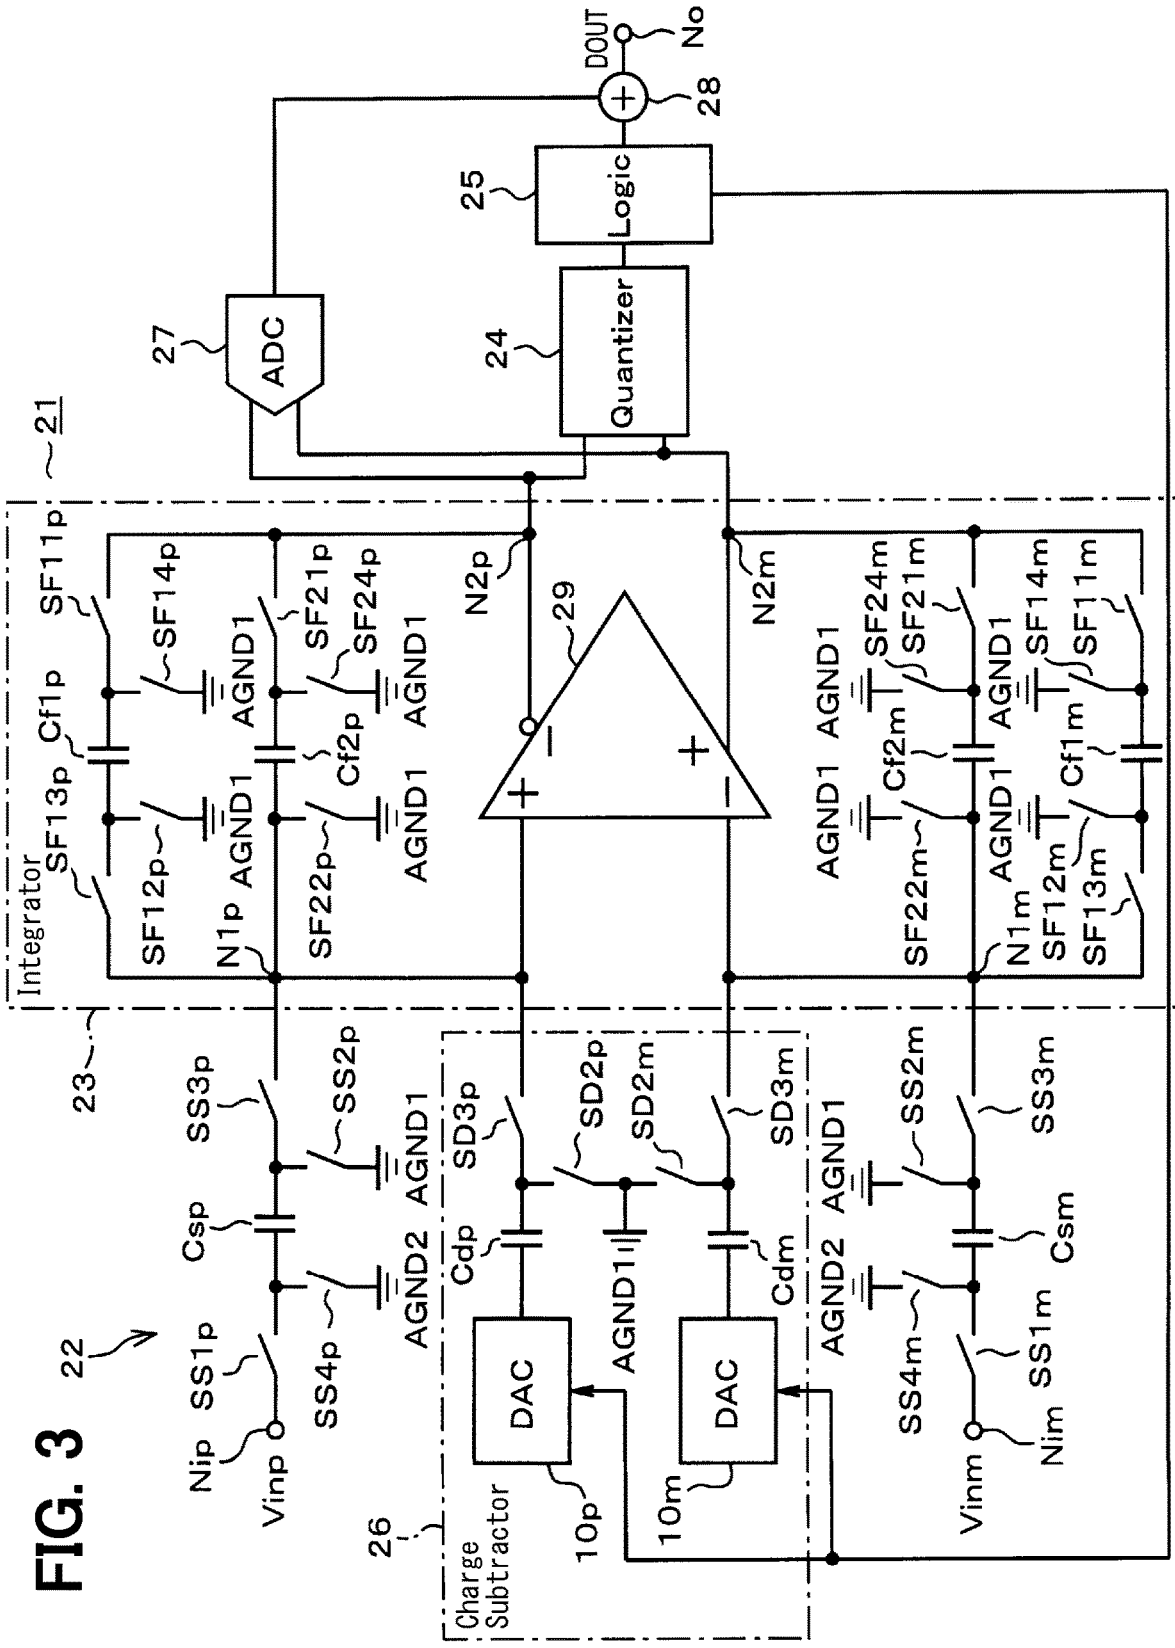 FIG. 3
22
23
Integrator
21
SF11p
SF13p
Cf1p
SF14p
SF12p
AGND1
AGND1
N1p
SF21p
Cf2p
SF24p
SF22p
AGND1
AGND1
Nip
Vinp
SS1p
Csp
SS3p
SS4p
SS2p
AGND2
AGND1
27
ADC
N2p
29
+
−
+
−
N2m
24
Quantizer
25
Logic
+
28
DOUT
No
26
Charge
Subtractor
10p
DAC
Cdp
SD3p
SD2p
AGND1
SD2m
10m
DAC
Cdm
SD3m
AGND2
AGND1
SS4m
SS2m
Vinm
Nim
SS1m
Csm
SS3m
AGND1
AGND1
SF22m
SF24m
Cf2m
SF21m
N1m
AGND1
AGND1
SF12m
SF14m
SF13m
Cf1m
SF11m